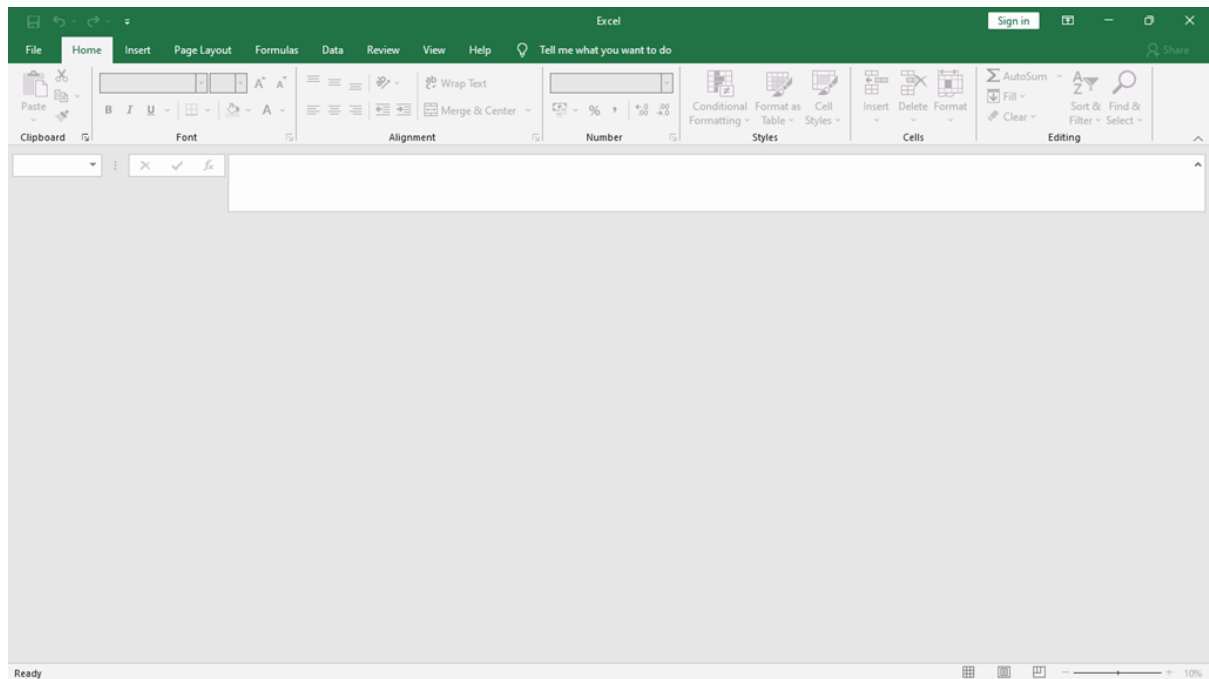 Excel
Sign in
File Home Insert Page Layout Formulas Data Review View Help Tell me what you want to do Share
Paste
B I U A
A A
Wrap Text
Merge & Center
% ,
Conditional Formatting
Format as Table
Cell Styles
Insert Delete Format
AutoSum
Fill
Clear
Sort & Filter
Find & Select
Clipboard Font Alignment Number Styles Cells Editing
fx
Ready
10%